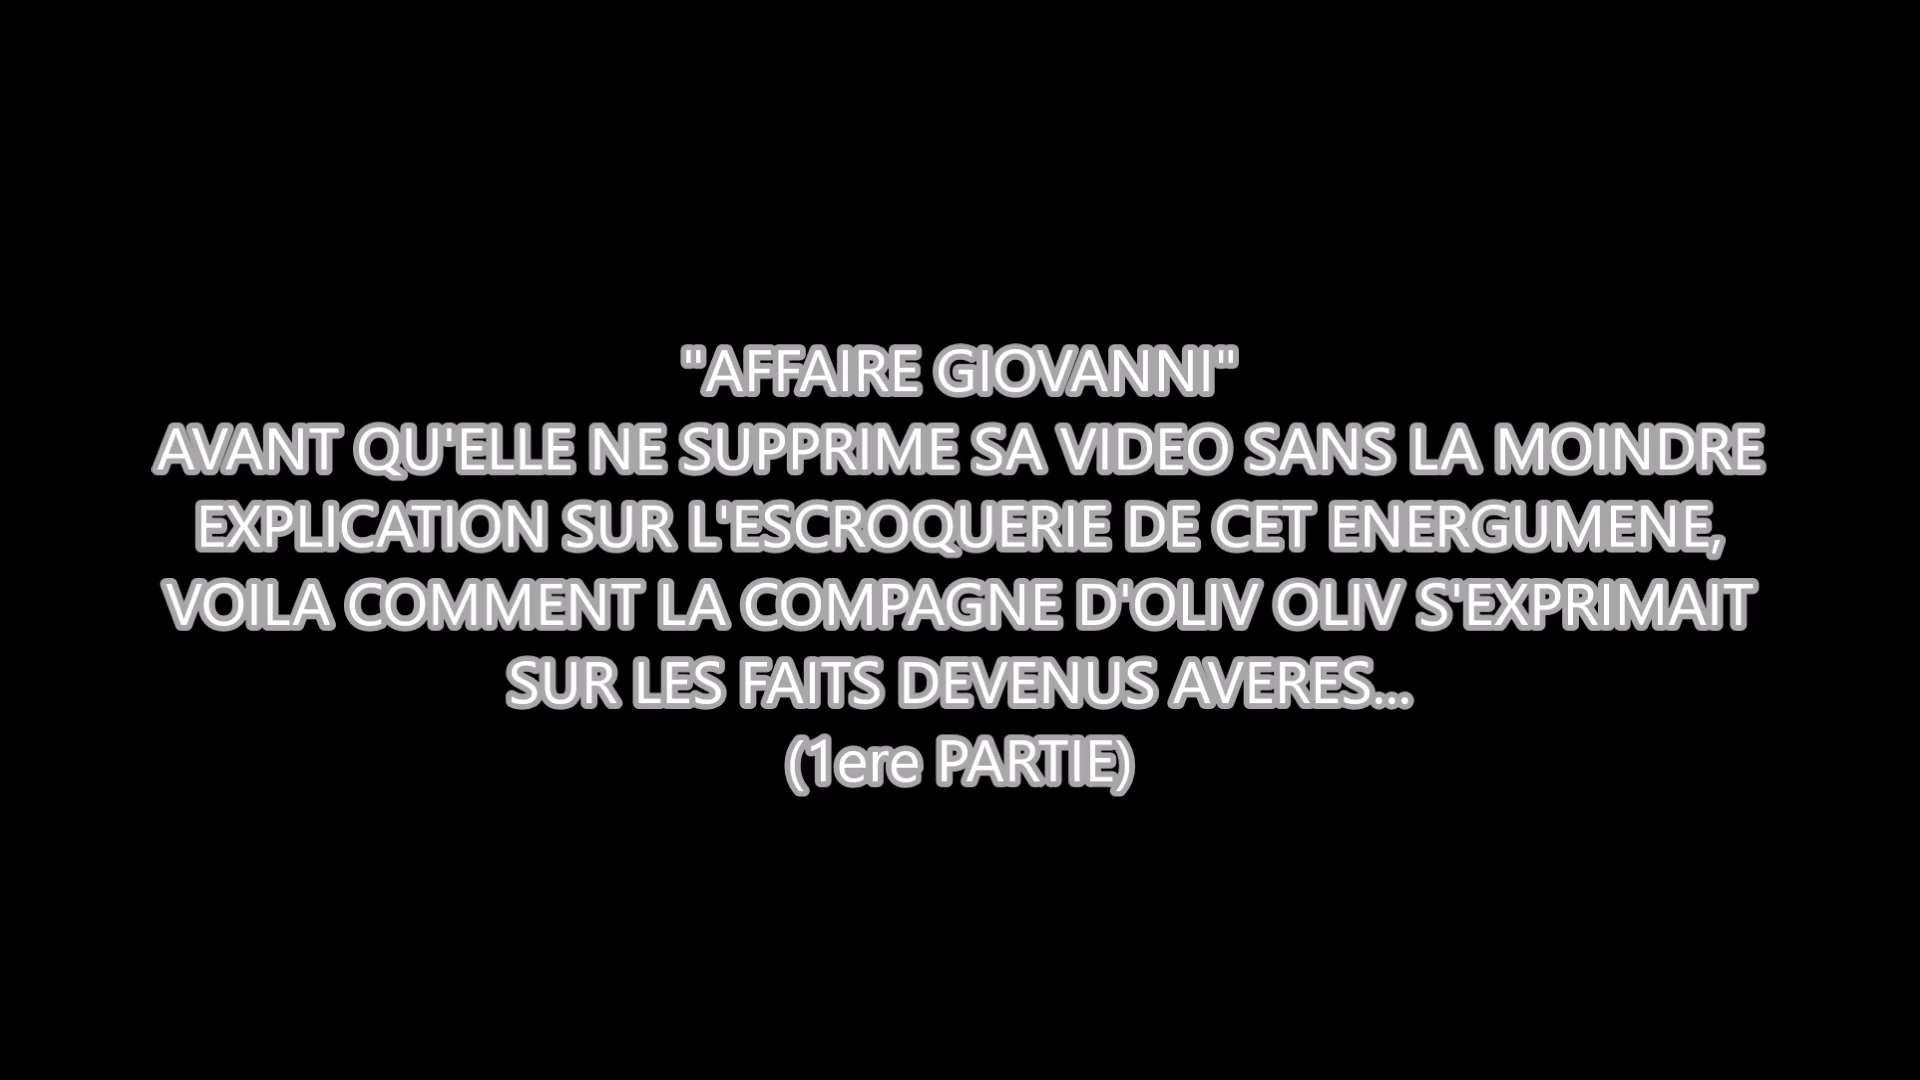 "AFFAIRE GIOVANNI"
AVANT QU'ELLE NE SUPPRIME SA VIDEO SANS LA MOINDRE
EXPLICATION SUR L'ESCROQUERIE DE CET ENERGUMENE,
VOILA COMMENT LA COMPAGNE D'OLIV OLIV S'EXPRIMAIT
SUR LES FAITS DEVENUS AVERES...
(1ere PARTIE)